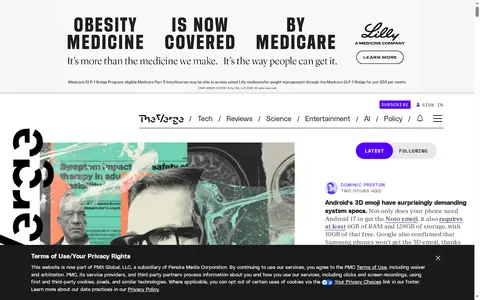 OBESITY IS NOW BY
MEDICINE COVERED MEDICARE
It's more than the medicine we make. It's the way people can get it.
Lilly
A MEDICINE COMPANY
LEARN MORE
SUBSCRIBE
SIGN IN
TheVerge / Tech / Reviews / Science / Entertainment / AI / Policy /
LATEST
FOLLOWING
Symptom
safety of
DOMINIC PRESTON
TWO HOURS AGO
Android's 3D emoji have surprisingly demanding
system specs. Not only does your phone need
Android 17 to get the Noto emoji, it also requires
at least 6GB of RAM and 128GB of storage, with
10GB of that free. Google also confirmed that
Samsung phones won't get the 3D emoji, thanks
Terms of Use/Your Privacy Rights
This website is now part of PMX Global, LLC, a subsidiary of Penske Media Corporation. By continuing to use our services, you agree to the PMC Terms of Use, including waiver
and arbitration. PMC, its service providers, and third-party partners process information about you and how you use our services, including clicks and screen recordings, using
first and third-party cookies, pixels, and similar technologies. Where applicable, you can opt out of certain uses of cookies via the Your Privacy Choices link in our footer.
Learn more about our data practices in our Privacy Policy.